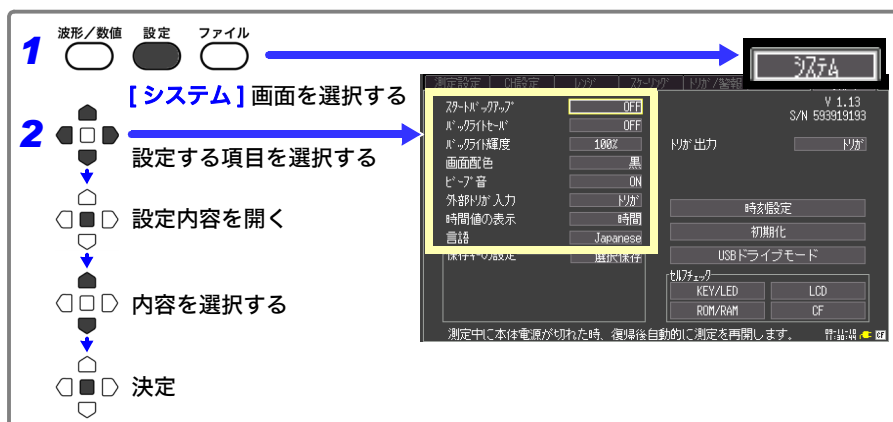 1
波形/数値 設定 ファイル
システム
[ システム ] 画面を選択する
2
設定する項目を選択する
設定内容を開く
内容を選択する
決定
測定設定 CH設定 レンジ スケーリング トリガ/警報
V 1.13
S/N 593919193
スタートバックアップ OFF
バックライトセーバ OFF
バックライト輝度 100%
画面配色 黒
ビープ音 ON
外部トリガ入力 トリガ
時間値の表示 時間
言語 Japanese
保存キーの設定 選択保存
トリガ出力 トリガ
時刻設定
初期化
USBドライブモード
セルフチェック
KEY/LED LCD
ROM/RAM CF
測定中に本体電源が切れた時、復帰後自動的に測定を再開します。